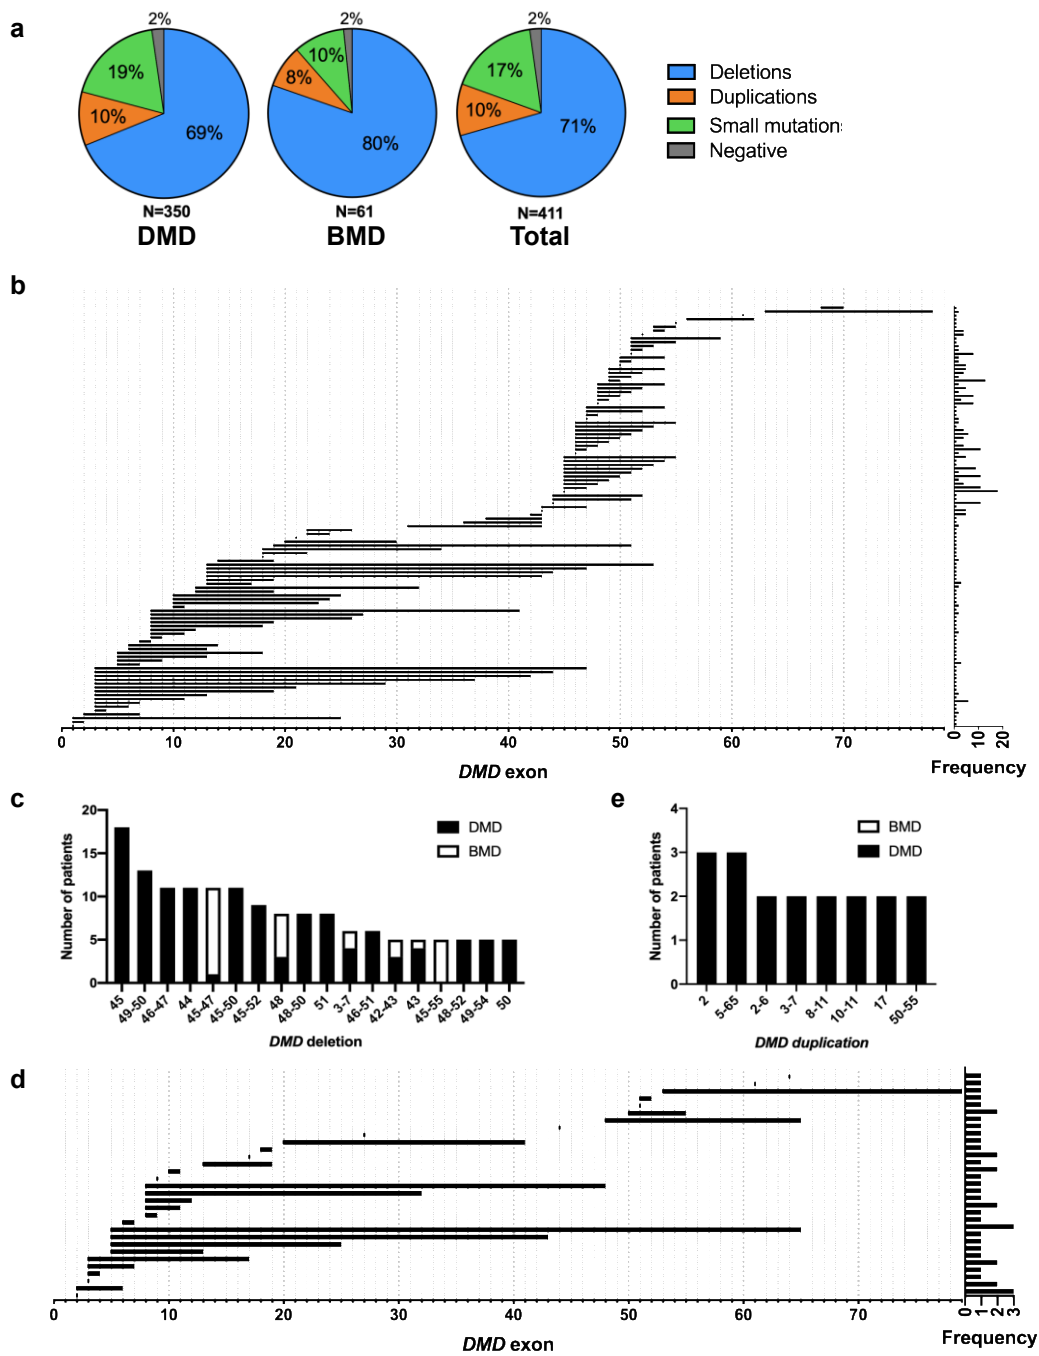 a
2%
19%
10%
69%
N=350
DMD
2%
10%
8%
80%
N=61
BMD
2%
17%
10%
71%
N=411
Total
Deletions
Duplications
Small mutation
Negative
b
0 10 20 30 40 50 60 70
DMD exon
0 10 20
Frequency
c
20
15
10
5
0
Number of patients
DMD
BMD
45 49-50 46-47 44 45-47 45-50 45-52 48 48-50 51 3-7 46-51 42-43 43 45-55 48-52 49-54 50
DMD deletion
e
4
3
2
1
0
Number of patients
BMD
DMD
2 5-65 2-6 3-7 8-11 10-11 17 50-55
DMD duplication
d
0 10 20 30 40 50 60 70
DMD exon
0 1 2 3
Frequency